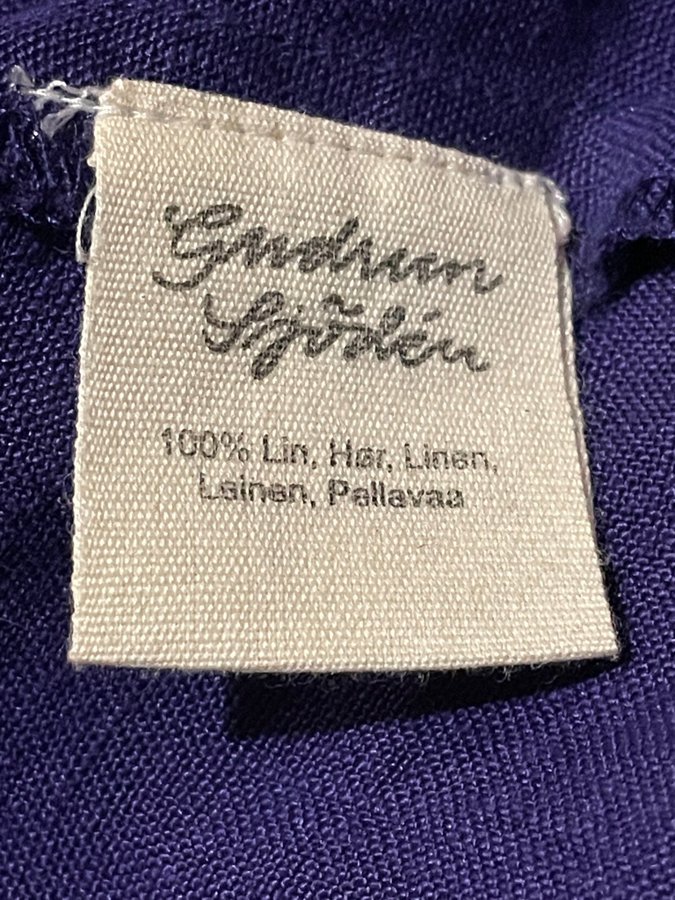 Gudrun
Sjödén
100% Lin, Hør, Linen,
Leinen, Pellavaa